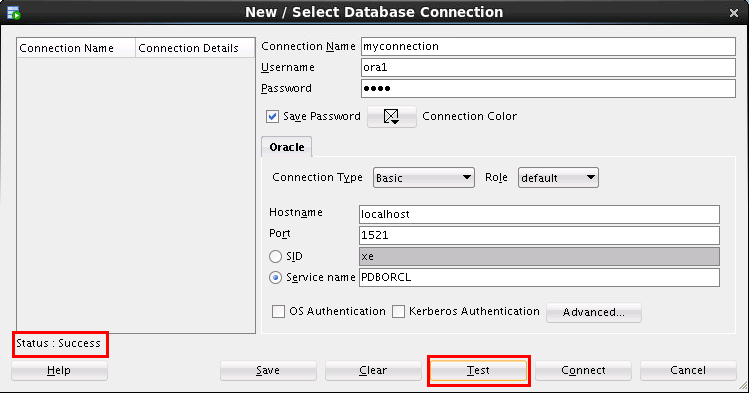 New / Select Database Connection
Connection Name Connection Details
Connection Name myconnection
Username ora1
Password ●●●●
Save Password Connection Color
Oracle
Connection Type Basic Role default
Hostname localhost
Port 1521
SID xe
Service name PDBORCL
OS Authentication Kerberos Authentication Advanced...
Status : Success
Help Save Clear Test Connect Cancel